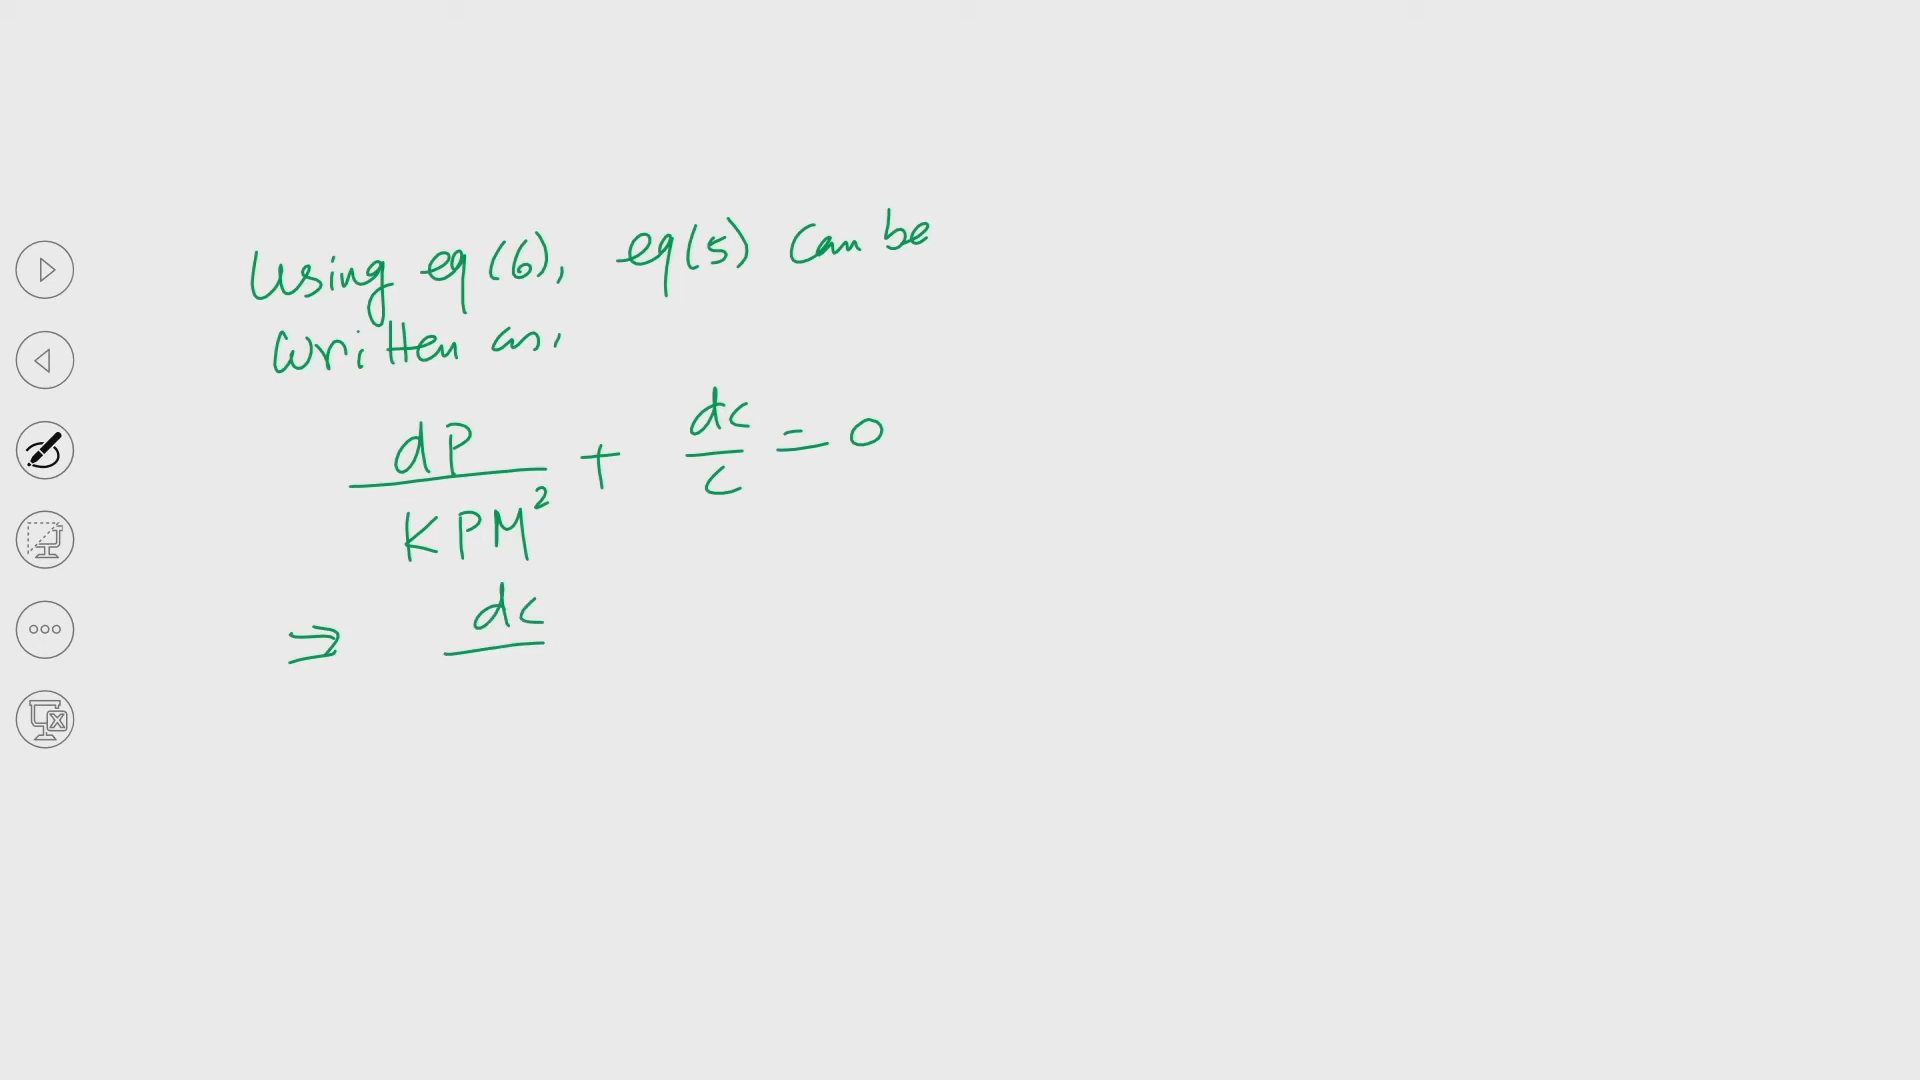 Using eq(6), eq(5) can be
written as,
dP/KPM² + dc/c = 0
⇒ dc